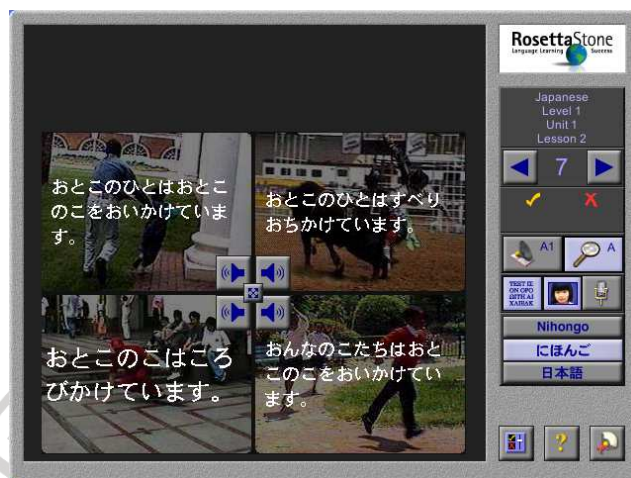 RosettaStone
Language Learning Success
Japanese
Level 1
Unit 1
Lesson 2
7
おとこのひとはおとこ
のこをおいかけていま
す。
おとこのひとはすべり
おちかけています。
おとこのこはころ
びかけています。
おんなのこたちはおと
このこをおいかけてい
ます。
A1
A
Nihongo
にほんご
日本語
?